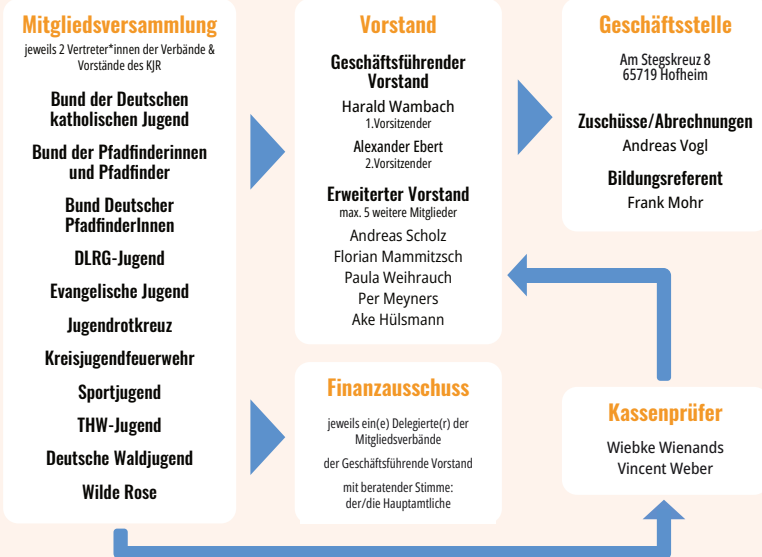 Mitgliedsversammlung
jeweils 2 Vertreter*innen der Verbände &
Vorstände des KJR
Bund der Deutschen
katholischen Jugend
Bund der Pfadfinderinnen
und Pfadfinder
Bund Deutscher
PfadfinderInnen
DLRG-Jugend
Evangelische Jugend
Jugendrotkreuz
Kreisjugendfeuerwehr
Sportjugend
THW-Jugend
Deutsche Waldjugend
Wilde Rose
Vorstand
Geschäftsführender
Vorstand
Harald Wambach
1.Vorsitzender
Alexander Ebert
2.Vorsitzender
Erweiterter Vorstand
max. 5 weitere Mitglieder
Andreas Scholz
Florian Mammitzsch
Paula Weihrauch
Per Meyners
Ake Hülsmann
Finanzausschuss
jeweils ein(e) Delegierte(r) der
Mitgliedsverbände
der Geschäftsführende Vorstand
mit beratender Stimme:
der/die Hauptamtliche
Geschäftsstelle
Am Stegskreuz 8
65719 Hofheim
Zuschüsse/Abrechnungen
Andreas Vogl
Bildungsreferent
Frank Mohr
Kassenprüfer
Wiebke Wienands
Vincent Weber